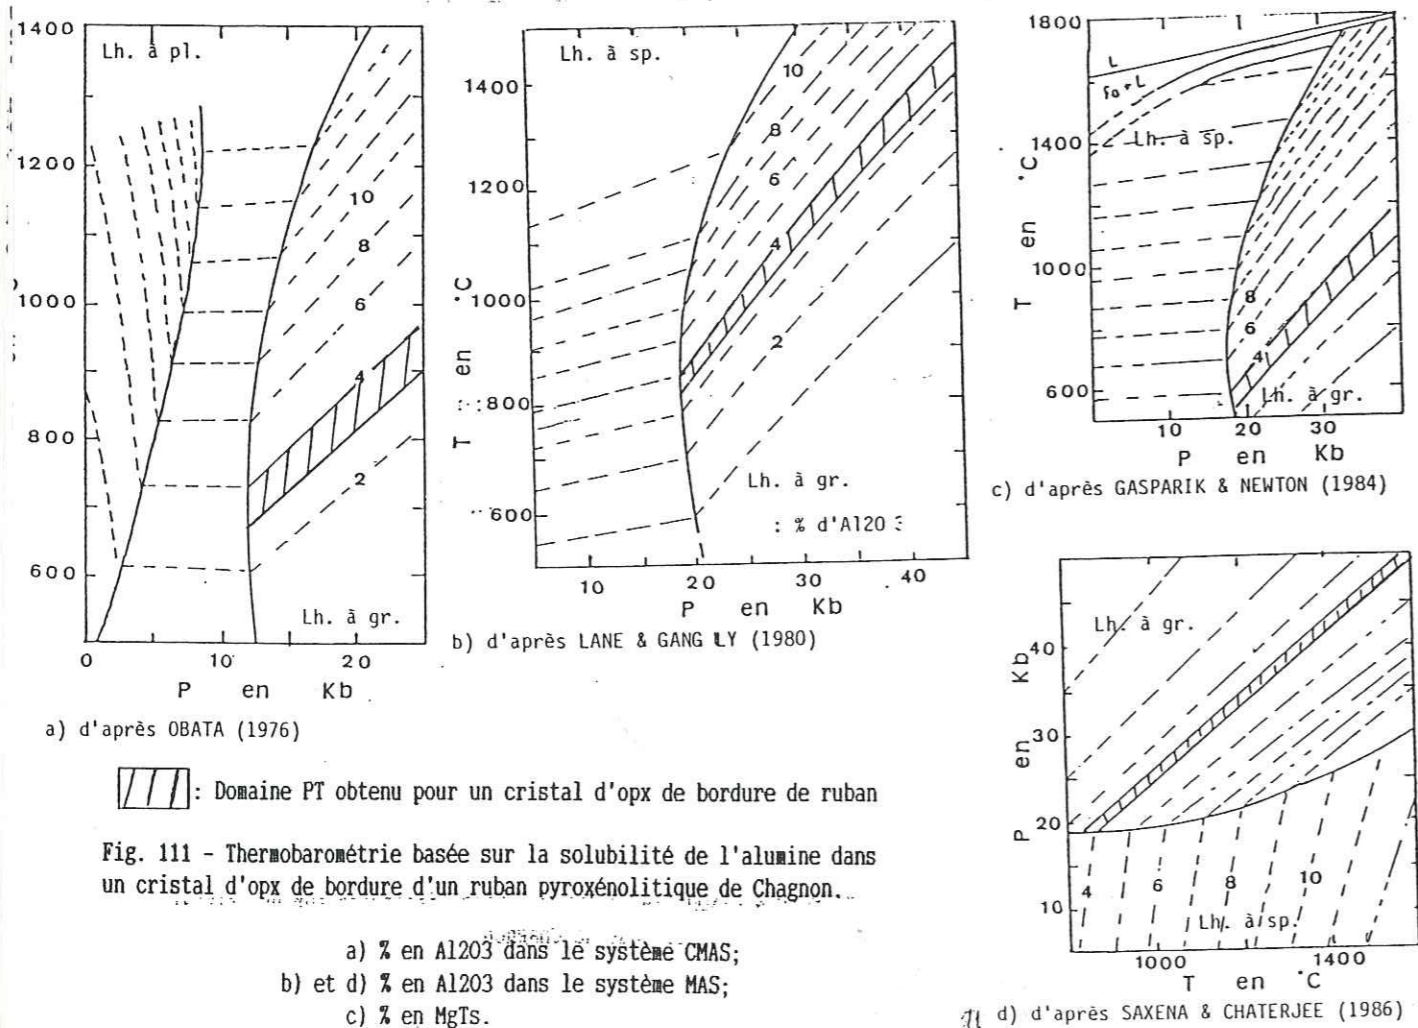 1400
1200
1000
800
600
0 10 20
P en Kb
Lh. à pl.
10
8
6
4
2
Lh. à gr.
a) d'après OBATA (1976)
T en °C
1400
1200
1000
800
600
10 20 30 40
P en Kb
Lh. à sp.
10
8
6
4
2
Lh. à gr.
: % d'Al2O 3
b) d'après LANE & GANG LY (1980)
T en °C
1800
1400
1000
600
10 20 30
P en Kb
L
Fo + L
Lh. à sp.
8
6
4
Lh. à gr.
c) d'après GASPARIK & NEWTON (1984)
P en Kb
40
30
20
10
1000 1400
T en °C
Lh. à gr.
4 6 8 10
Lh. à sp.
d) d'après SAXENA & CHATERJEE (1986)
: Domaine PT obtenu pour un cristal d'opx de bordure de ruban
Fig. 111 - Thermobarométrie basée sur la solubilité de l'alumine dans
un cristal d'opx de bordure d'un ruban pyroxénolitique de Chagnon.
a) % en Al2O3 dans le système CMAS;
b) et d) % en Al2O3 dans le système MAS;
c) % en MgTs.